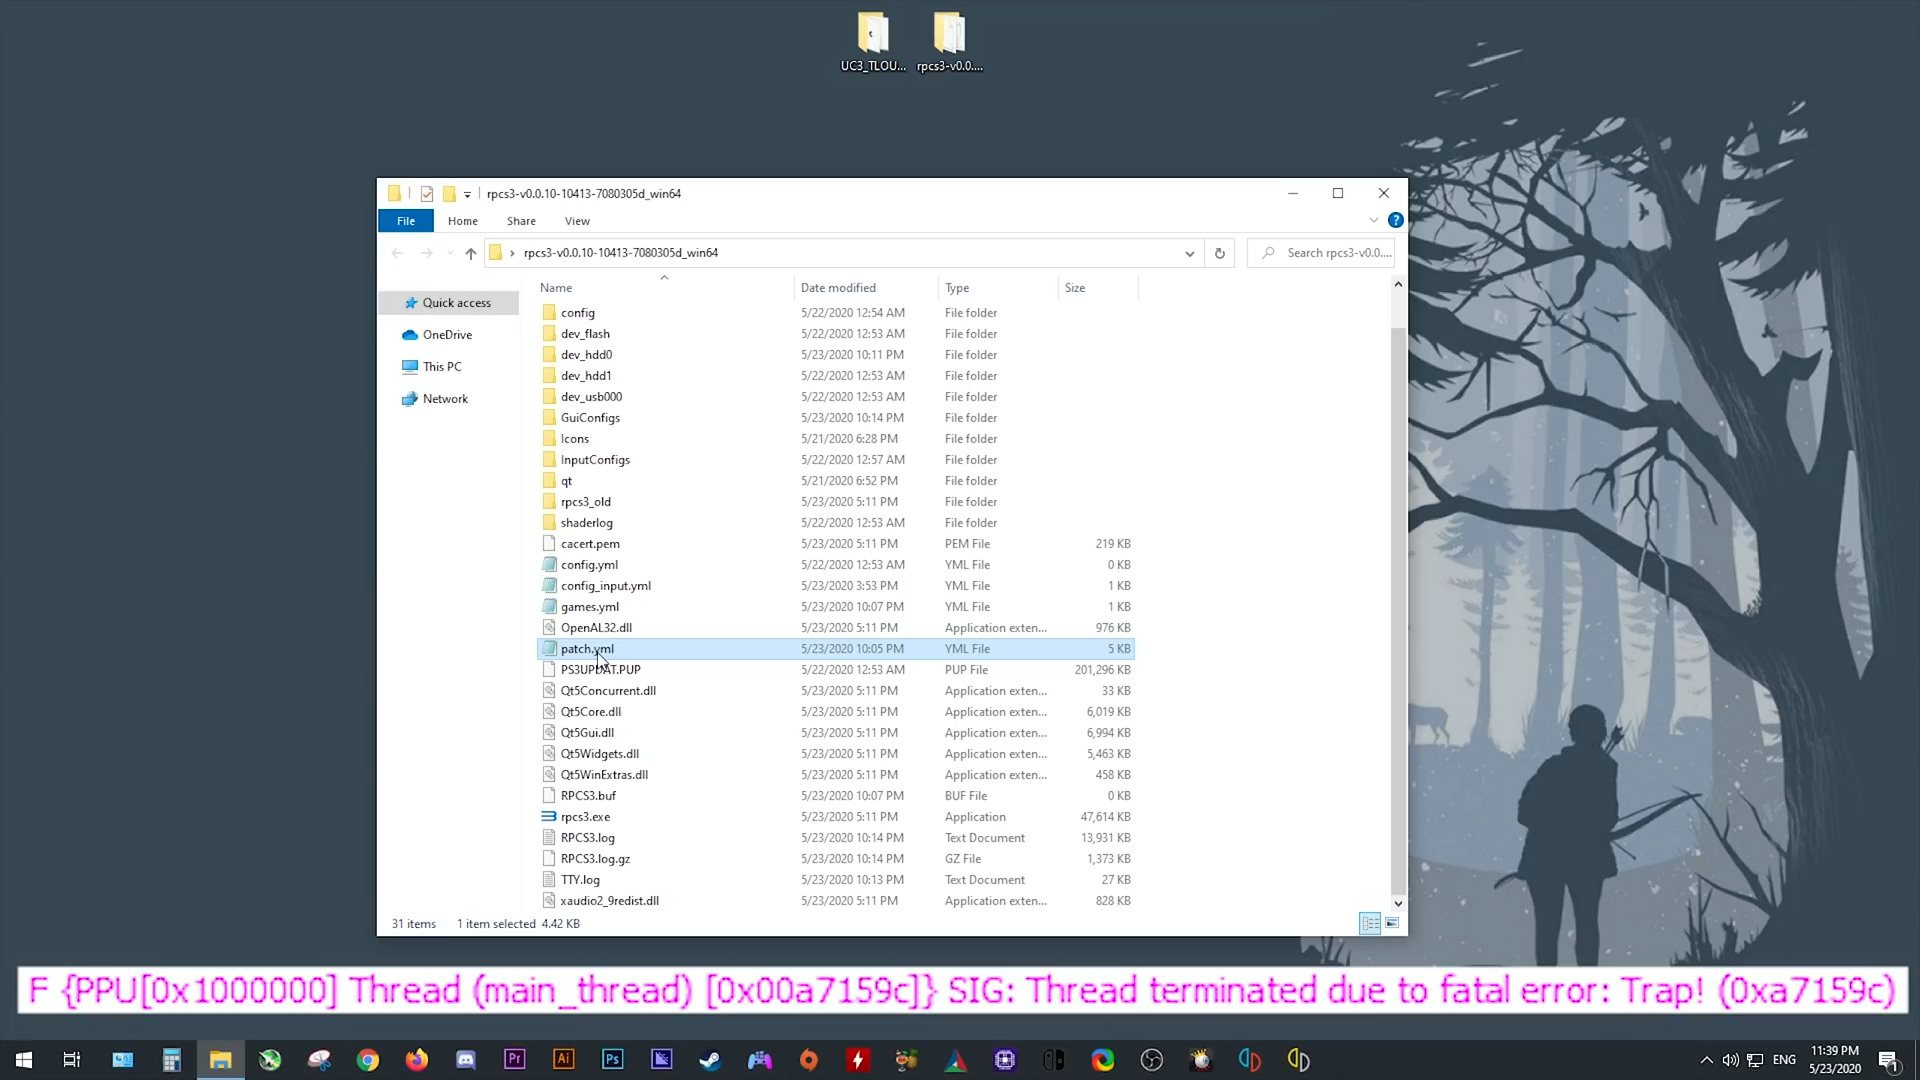 UC3_TLOU...
rpcs3-v0.0....
rpcs3-v0.0.10-10413-7080305d_win64
File Home Share View
rpcs3-v0.0.10-10413-7080305d_win64
Search rpcs3-v0.0....
Name Date modified Type Size
Quick access
OneDrive
This PC
Network
config 5/22/2020 12:54 AM File folder
dev_flash 5/22/2020 12:53 AM File folder
dev_hdd0 5/23/2020 10:11 PM File folder
dev_hdd1 5/22/2020 12:53 AM File folder
dev_usb000 5/22/2020 12:53 AM File folder
GuiConfigs 5/23/2020 10:14 PM File folder
Icons 5/21/2020 6:28 PM File folder
InputConfigs 5/22/2020 12:57 AM File folder
qt 5/21/2020 6:52 PM File folder
rpcs3_old 5/23/2020 5:11 PM File folder
shaderlog 5/22/2020 12:53 AM File folder
cacert.pem 5/23/2020 5:11 PM PEM File 219 KB
config.yml 5/22/2020 12:53 AM YML File 0 KB
config_input.yml 5/23/2020 3:53 PM YML File 1 KB
games.yml 5/23/2020 10:07 PM YML File 1 KB
OpenAL32.dll 5/23/2020 5:11 PM Application exten... 976 KB
patch.yml 5/23/2020 10:05 PM YML File 5 KB
PS3UPDAT.PUP 5/22/2020 12:53 AM PUP File 201,296 KB
Qt5Concurrent.dll 5/23/2020 5:11 PM Application exten... 33 KB
Qt5Core.dll 5/23/2020 5:11 PM Application exten... 6,019 KB
Qt5Gui.dll 5/23/2020 5:11 PM Application exten... 6,994 KB
Qt5Widgets.dll 5/23/2020 5:11 PM Application exten... 5,463 KB
Qt5WinExtras.dll 5/23/2020 5:11 PM Application exten... 458 KB
RPCS3.buf 5/23/2020 10:07 PM BUF File 0 KB
rpcs3.exe 5/23/2020 5:11 PM Application 47,614 KB
RPCS3.log 5/23/2020 10:14 PM Text Document 13,931 KB
RPCS3.log.gz 5/23/2020 10:14 PM GZ File 1,373 KB
TTY.log 5/23/2020 10:13 PM Text Document 27 KB
xaudio2_9redist.dll 5/23/2020 5:11 PM Application exten... 828 KB
31 items 1 item selected 4.42 KB
F {PPU[0x1000000] Thread (main_thread) [0x00a7159c]} SIG: Thread terminated due to fatal error: Trap! (0xa7159c)
Pr Ai Ps
ENG
11:39 PM
5/23/2020
1